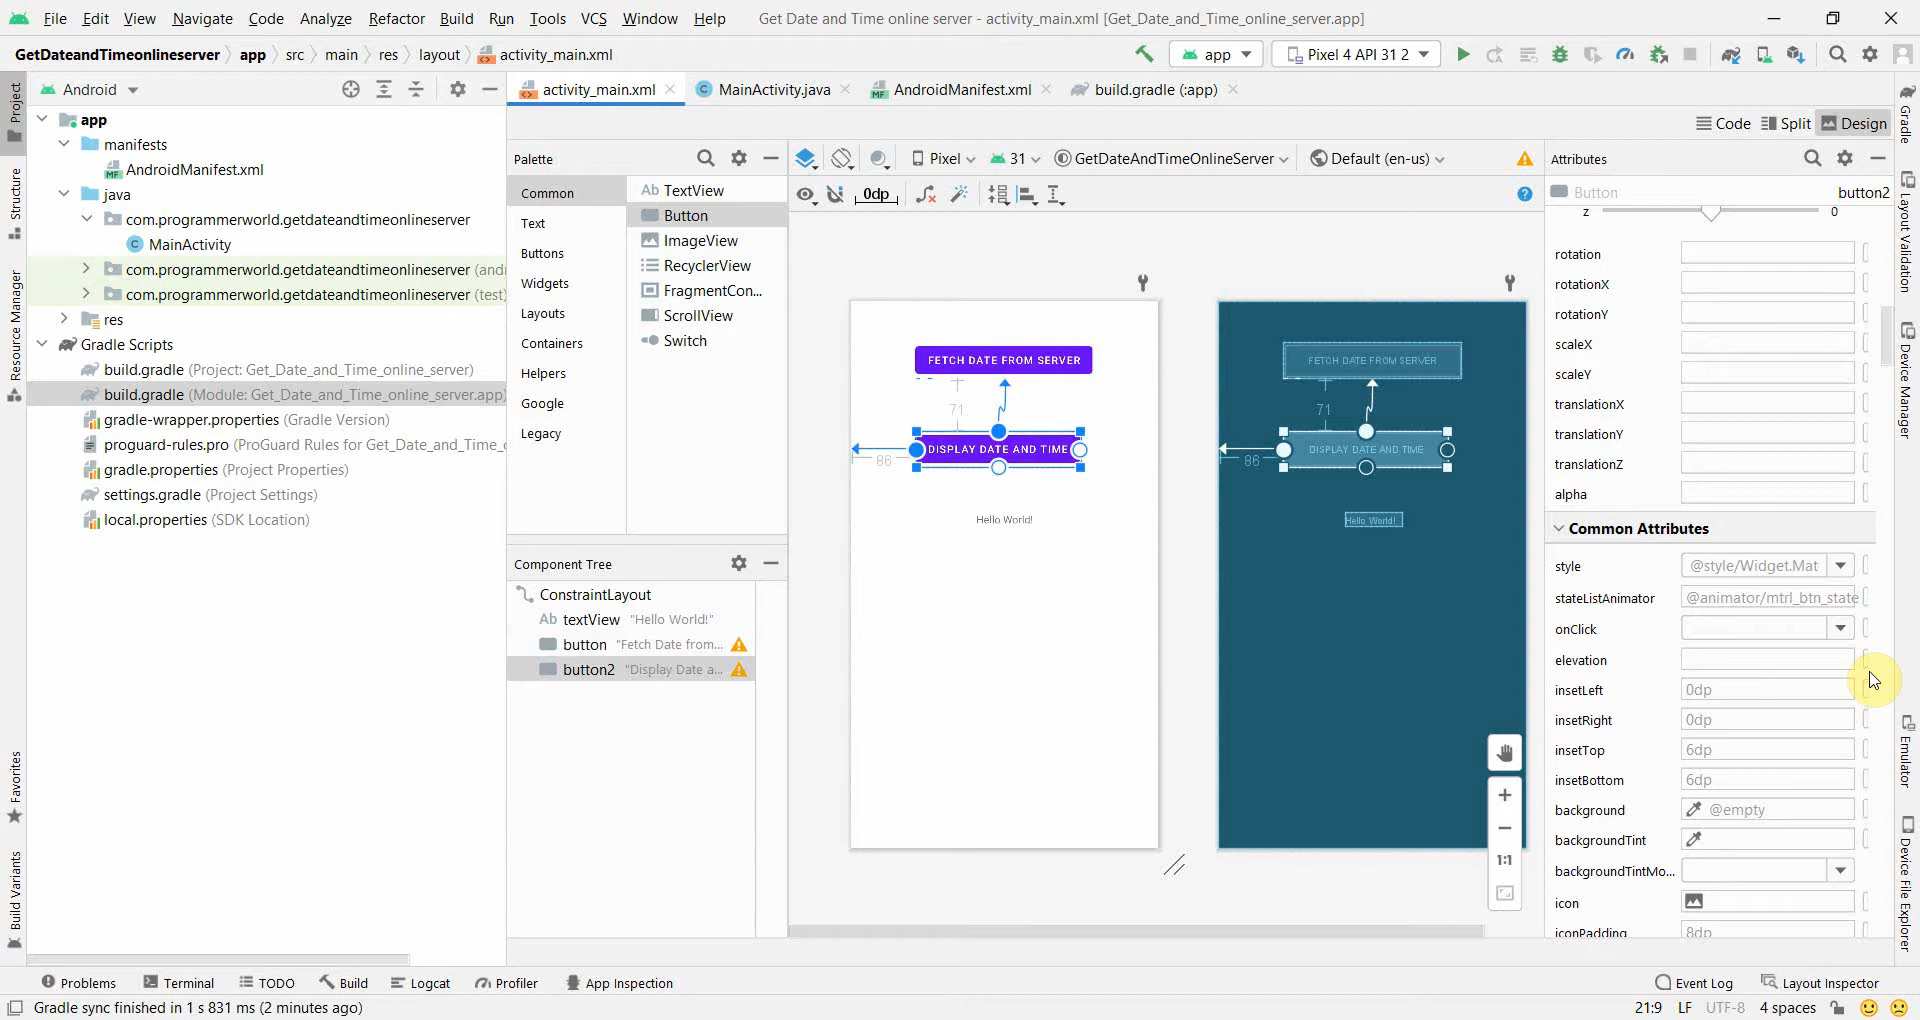 File Edit View Navigate Code Analyze Refactor Build Run Tools VCS Window Help Get Date and Time online server - activity_main.xml [Get_Date_and_Time_online_server.app]
GetDateandTimeonlineserver app src main res layout activity_main.xml app Pixel 4 API 31 2
Project
Android
activity_main.xml MainActivity.java AndroidManifest.xml build.gradle (:app)
Code Split Design
app
manifests
AndroidManifest.xml
java
com.programmerworld.getdateandtimeonlineserver
MainActivity
com.programmerworld.getdateandtimeonlineserver (andr
com.programmerworld.getdateandtimeonlineserver (test)
res
Gradle Scripts
build.gradle (Project: Get_Date_and_Time_online_server)
build.gradle (Module: Get_Date_and_Time_online_server.app)
gradle-wrapper.properties (Gradle Version)
proguard-rules.pro (ProGuard Rules for Get_Date_and_Time_
gradle.properties (Project Properties)
settings.gradle (Project Settings)
local.properties (SDK Location)
Structure
Resource Manager
Favorites
Build Variants
Palette
Common
Text
Buttons
Widgets
Layouts
Containers
Helpers
Google
Legacy
Ab TextView
Button
ImageView
RecyclerView
FragmentCon...
ScrollView
Switch
Component Tree
ConstraintLayout
Ab textView "Hello World!"
button "Fetch Date from...
button2 "Display Date a...
Pixel 31 GetDateAndTimeOnlineServer Default (en-us)
0dp
FETCH DATE FROM SERVER
71
DISPLAY DATE AND TIME
86
Hello World!
FETCH DATE FROM SERVER
71
DISPLAY DATE AND TIME
86
Hello World!
1:1
Attributes
Button button2
z 0
rotation
rotationX
rotationY
scaleX
scaleY
translationX
translationY
translationZ
alpha
Common Attributes
style @style/Widget.Mat
stateListAnimator @animator/mtrl_btn_state
onClick
elevation
insetLeft 0dp
insetRight 0dp
insetTop 6dp
insetBottom 6dp
background @empty
backgroundTint
backgroundTintMo...
icon
iconPadding 8dp
Gradle
Layout Validation
Device Manager
Emulator
Device File Explorer
Problems Terminal TODO Build Logcat Profiler App Inspection Event Log Layout Inspector
Gradle sync finished in 1 s 831 ms (2 minutes ago) 21:9 LF UTF-8 4 spaces